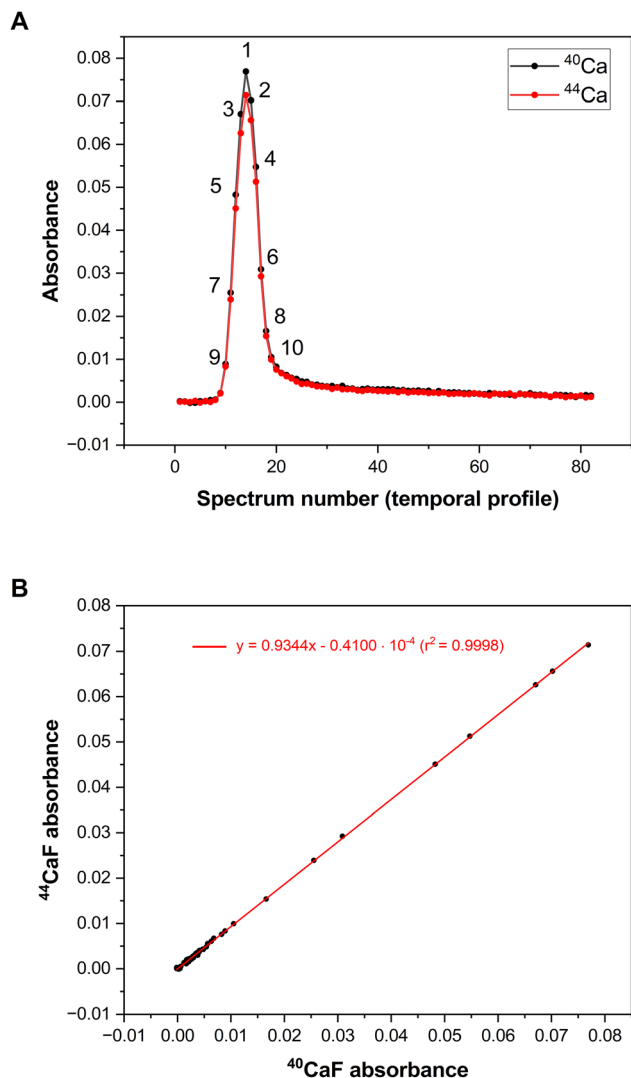 A
0.08
0.07
0.06
0.05
0.04
0.03
0.02
0.01
0.00
−0.01
Absorbance
1
2
3
4
5
6
7
8
9
10
⁴⁰Ca
⁴⁴Ca
0 20 40 60 80
Spectrum number (temporal profile)
B
0.08
0.07
0.06
0.05
0.04
0.03
0.02
0.01
0.00
−0.01
⁴⁴CaF absorbance
y = 0.9344x - 0.4100 · 10⁻⁴ (r² = 0.9998)
−0.01 0.00 0.01 0.02 0.03 0.04 0.05 0.06 0.07 0.08
⁴⁰CaF absorbance